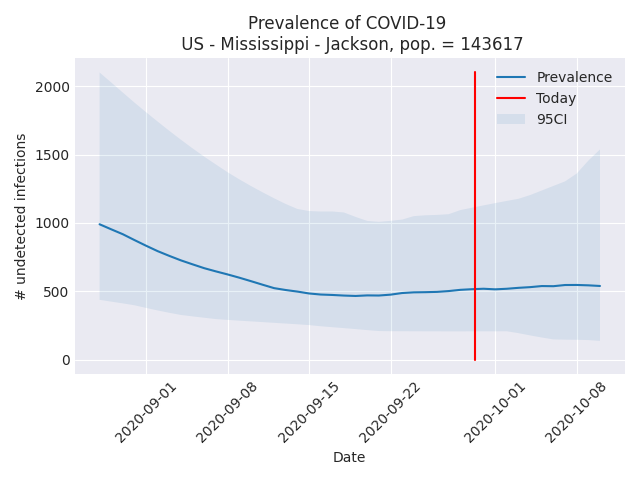 Prevalence of COVID-19
US - Mississippi - Jackson, pop. = 143617
Prevalence
Today
95CI
# undetected infections
2000
1500
1000
500
0
2020-09-01
2020-09-08
2020-09-15
2020-09-22
2020-10-01
2020-10-08
Date